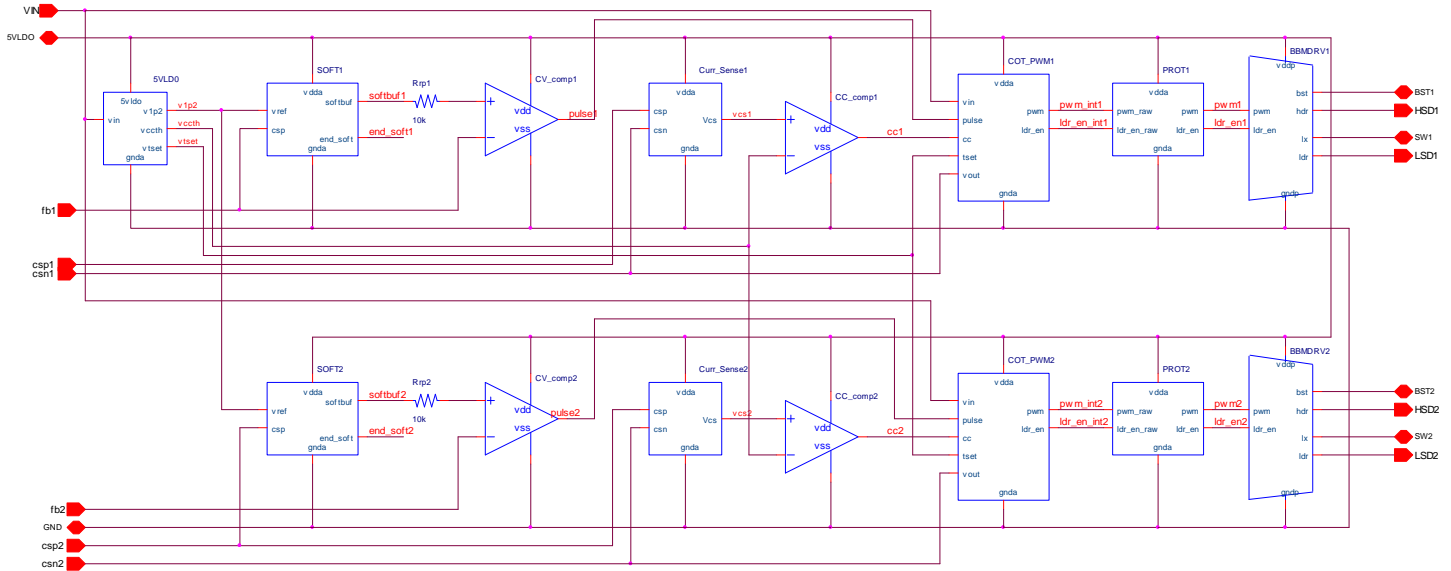 VIN
5VLDO
5VLD0
5vldo
vin
v1p2
vccth
vtset
gnda
v1p2
vccth
vtset
SOFT1
vdda
vref
csp
softbuf
end_soft
gnda
softbuf1
end_soft1
Rrp1
10k
CV_comp1
vdd
vss
pulse1
Curr_Sense1
vdda
csp
csn
Vcs
gnda
vcs1
CC_comp1
vdd
vss
cc1
COT_PWM1
vdda
vin
pulse
cc
tset
vout
pwm
ldr_en
gnda
pwm_int1
ldr_en_int1
PROT1
vdda
pwm_raw
ldr_en_raw
pwm
ldr_en
gnda
pwm1
ldr_en1
BBMDRV1
vddp
pwm
ldr_en
bst
hdr
lx
ldr
gndp
BST1
HSD1
SW1
LSD1
fb1
csp1
csn1
SOFT2
vdda
vref
csp
softbuf
end_soft
gnda
softbuf2
end_soft2
Rrp2
10k
CV_comp2
vdd
vss
pulse2
Curr_Sense2
vdda
csp
csn
Vcs
gnda
vcs2
CC_comp2
vdd
vss
cc2
COT_PWM2
vdda
vin
pulse
cc
tset
vout
pwm
ldr_en
gnda
pwm_int2
ldr_en_int2
PROT2
vdda
pwm_raw
ldr_en_raw
pwm
ldr_en
gnda
pwm2
ldr_en2
BBMDRV2
vddp
pwm
ldr_en
bst
hdr
lx
ldr
gndp
BST2
HSD2
SW2
LSD2
fb2
GND
csp2
csn2